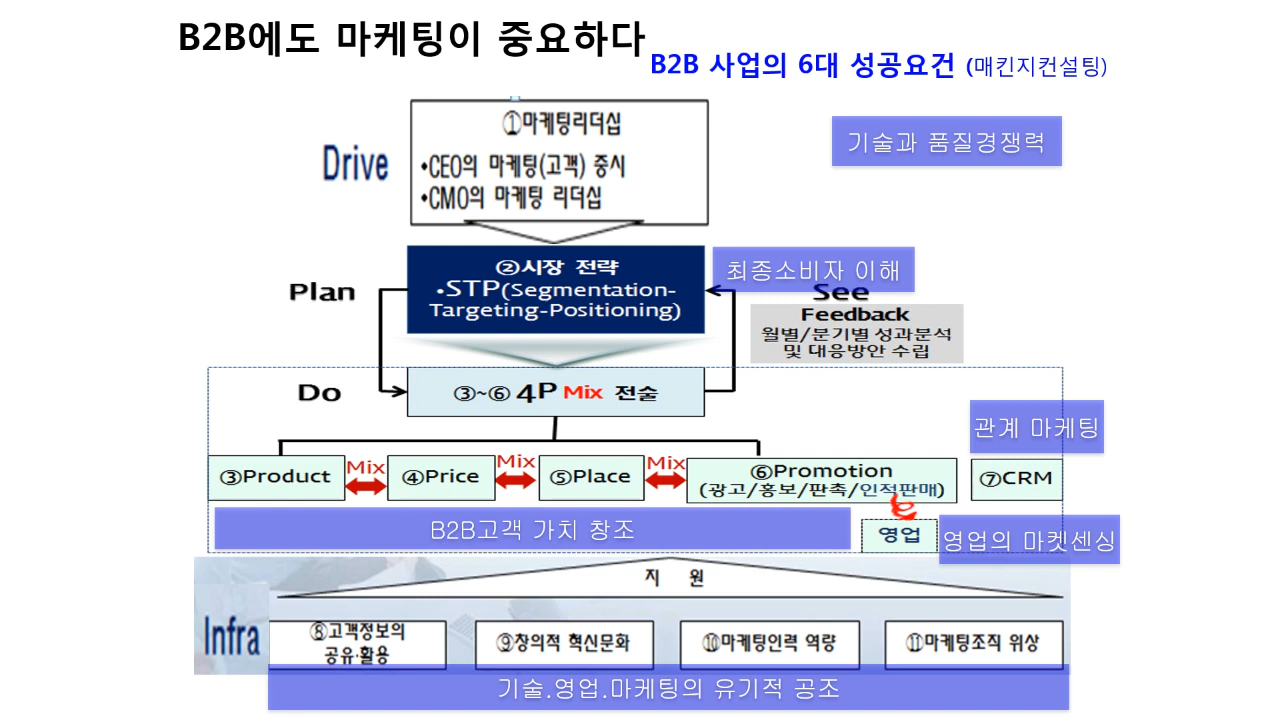 B2B에도 마케팅이 중요하다
B2B 사업의 6대 성공요건 (매킨지컨설팅)
①마케팅리더십
기술과 품질경쟁력
Drive
•CEO의 마케팅(고객) 중시
•CMO의 마케팅 리더십
②시장 전략
최종소비자 이해
Plan
•STP(Segmentation-
Targeting-Positioning)
See
Feedback
월별/분기별 성과분석
및 대응방안 수립
Do
③~⑥ 4P Mix 전술
관계 마케팅
③Product
Mix
④Price
Mix
⑤Place
Mix
⑥Promotion
(광고/홍보/판촉/인적판매)
⑦CRM
B2B고객 가치 창조
영업
영업의 마켓센싱
지 원
Infra
⑧고객정보의
공유·활용
⑨창의적 혁신문화
⑩마케팅인력 역량
⑪마케팅조직 위상
기술.영업.마케팅의 유기적 공조